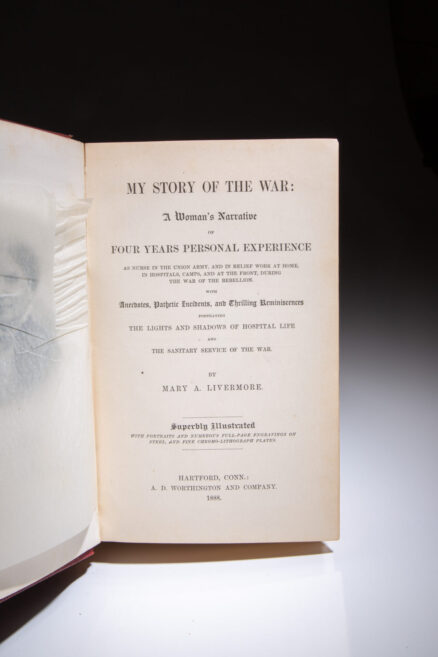 MY STORY OF THE WAR:
A Woman's Narrative
OF
FOUR YEARS PERSONAL EXPERIENCE
AS NURSE IN THE UNION ARMY, AND IN RELIEF WORK AT HOME,
IN HOSPITALS, CAMPS, AND AT THE FRONT, DURING
THE WAR OF THE REBELLION.
WITH
Anecdotes, Pathetic Incidents, and Thrilling Reminiscences
PORTRAYING
THE LIGHTS AND SHADOWS OF HOSPITAL LIFE
AND
THE SANITARY SERVICE OF THE WAR.
BY
MARY A. LIVERMORE.
Superbly Illustrated
WITH PORTRAITS AND NUMEROUS FULL-PAGE ENGRAVINGS ON
STEEL, AND FINE CHROMO-LITHOGRAPH PLATES.
HARTFORD, CONN.:
A. D. WORTHINGTON AND COMPANY.
1888.